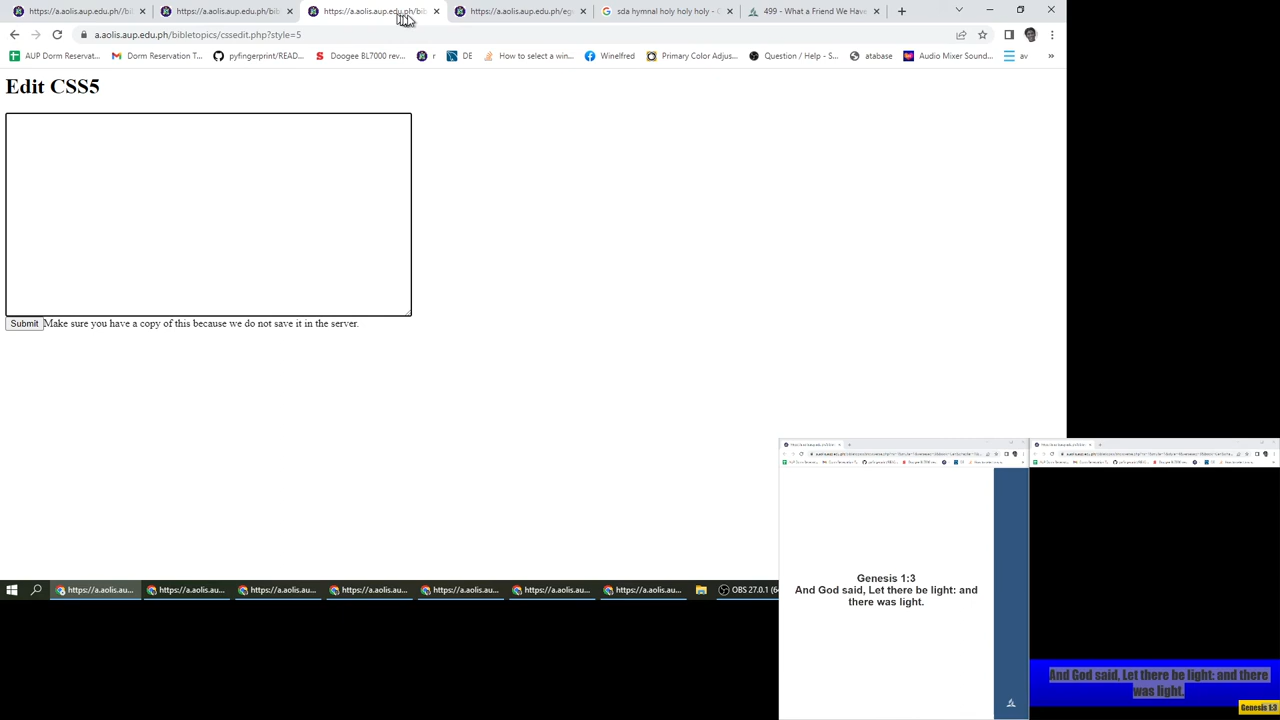 https://a.aolis.aup.edu.ph/bi
https://a.aolis.aup.edu.ph/bib
https://a.aolis.aup.edu.ph/bib
https://a.aolis.aup.edu.ph/eg
sda hymnal holy holy holy - G
499 - What a Friend We Have
a.aolis.aup.edu.ph/bibletopics/cssedit.php?style=5
AUP Dorm Reservat...
Dorm Reservation T...
pyfingerprint/READ...
Doogee BL7000 rev...
r
DE
How to select a win...
Winelfred
Primary Color Adjus...
Question / Help - S...
atabase
Audio Mixer Sound...
av
»
Edit CSS5
Submit Make sure you have a copy of this because we do not save it in the server.
Genesis 1:3
And God said, Let there be light: and
there was light.
And God said, Let there be light: and there
was light.
Genesis 1:3
https://a.aolis.au...
https://a.aolis.au...
https://a.aolis.au...
https://a.aolis.au...
https://a.aolis.au...
https://a.aolis.au...
https://a.aolis.au...
OBS 27.0.1 (64